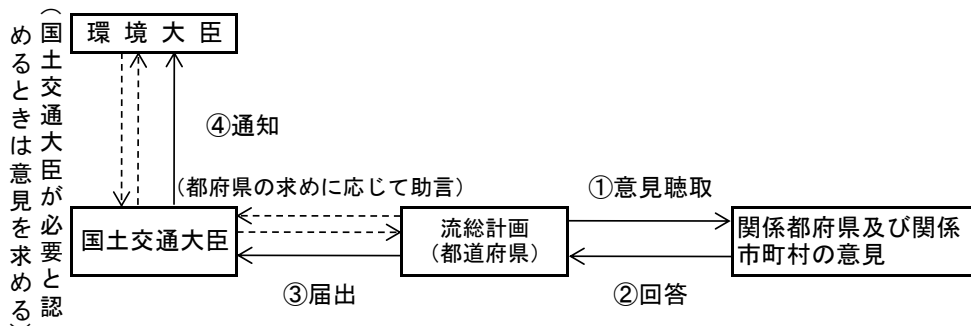 （国土交通大臣が必要と認
めるときは意見を求める）
環境大臣
④通知
（都府県の求めに応じて助言）
①意見聴取
国土交通大臣
流総計画
（都道府県）
関係都府県及び関係
市町村の意見
③届出
②回答